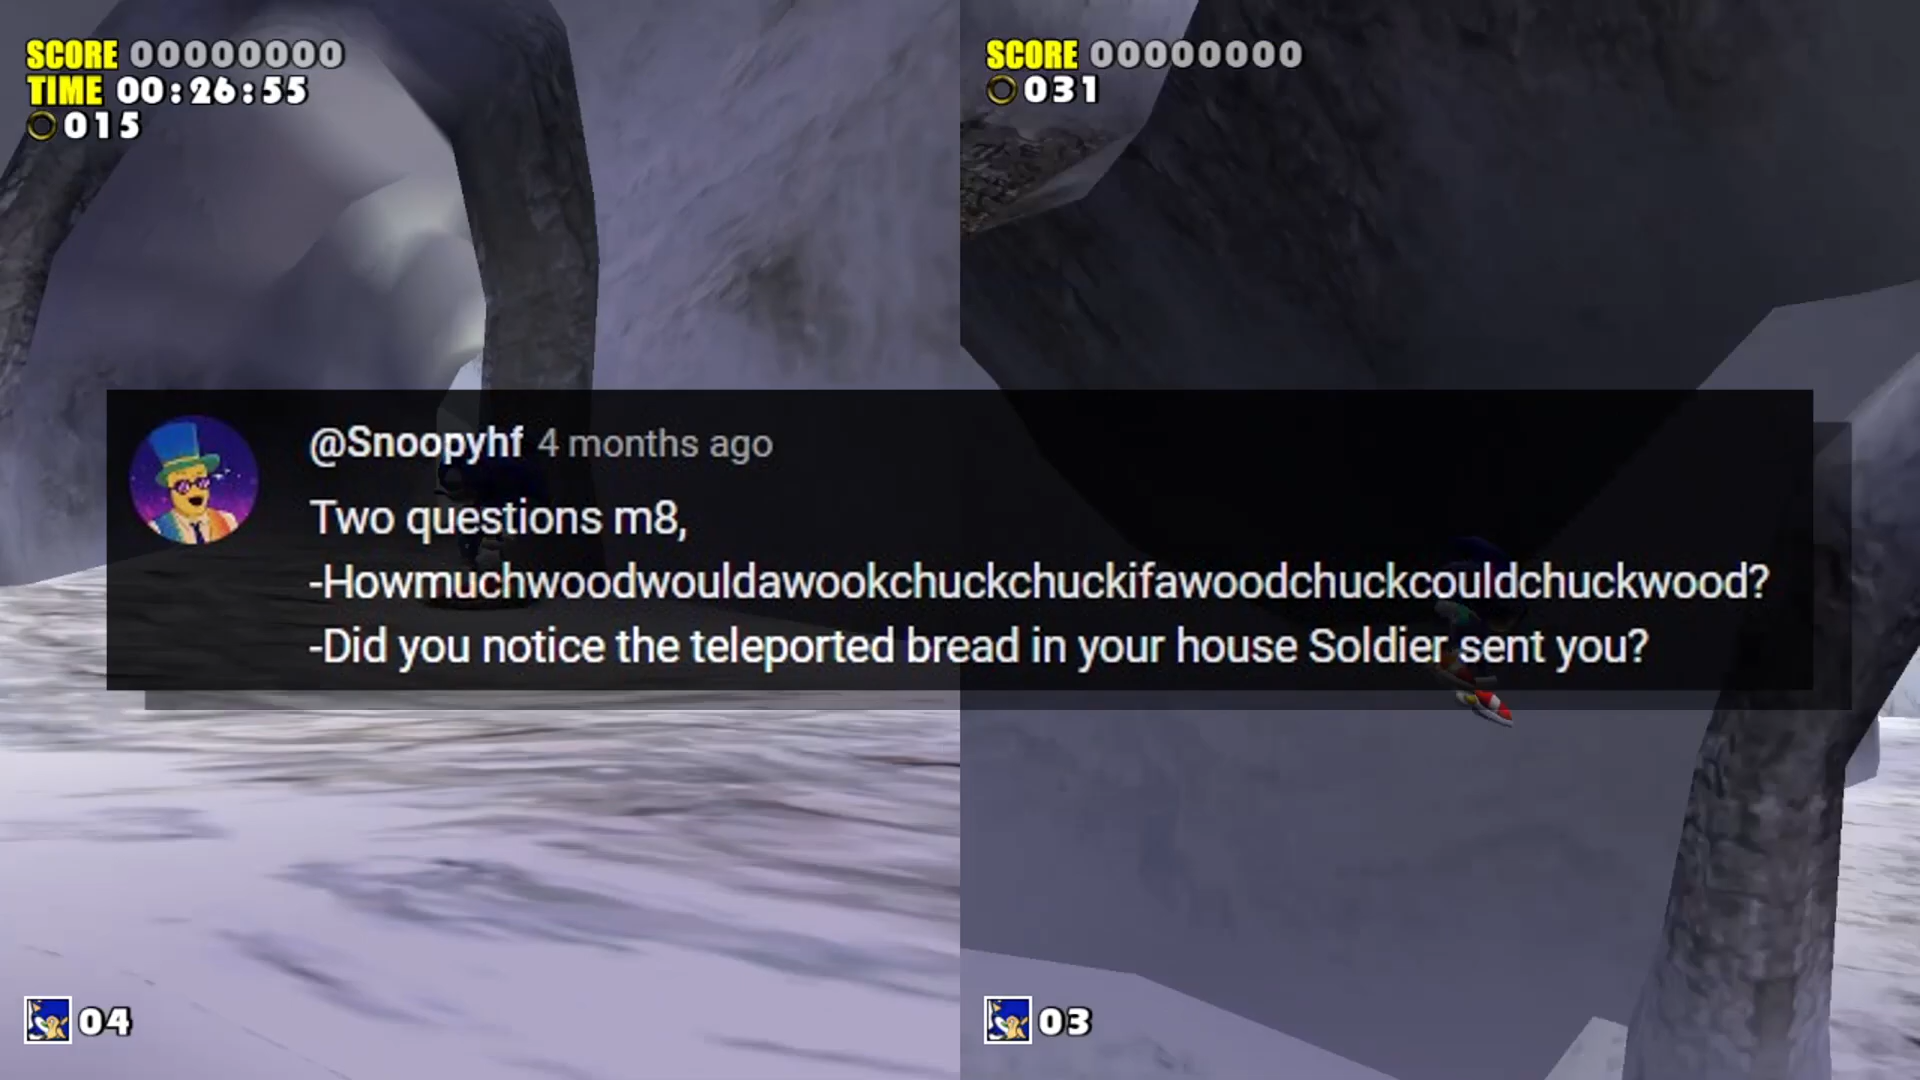 SCORE 00000000
TIME 00:26:55
015
SCORE 00000000
031
@Snoopyhf 4 months ago
Two questions m8,
-Howmuchwoodwouldawookchuckchuckifawoodchuckcouldchuckwood?
-Did you notice the teleported bread in your house Soldier sent you?
04
03